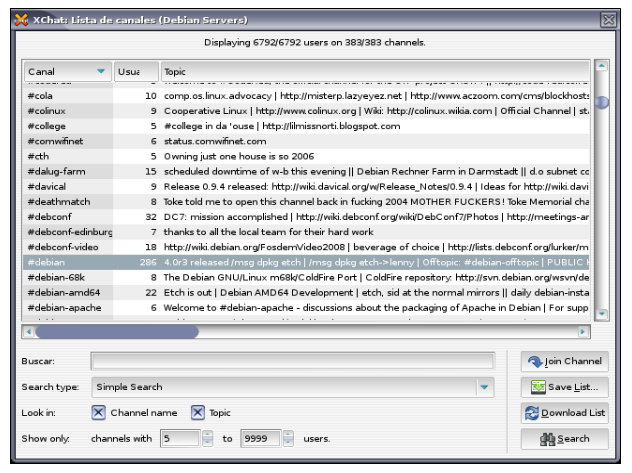 XChat: Lista de canales (Debian Servers)
Displaying 6792/6792 users on 383/383 channels.
Canal Usua Topic
#cola 10 comp.os.linux.advocacy | http://misterp.lazyeyez.net | http://www.aczoom.com/cms/blockhosts
#colinux 9 Cooperative Linux | http://www.colinux.org | Wiki: http://colinux.wikia.com | Official Channel | st
#college 5 #college in da 'ouse | http://lilmissnorti.blogspot.com
#comwifinet 6 status.comwifinet.com
#cth 5 Owning just one house is so 2006
#dalug-farm 15 scheduled downtime of w-b this evening || Debian Rechner Farm in Darmstadt || d.o subnet co
#davical 9 Release 0.9.4 released: http://wiki.davical.org/w/Release_Notes/0.9.4 | Ideas for http://wiki.davi
#deathmatch 8 Toke told me to open this channel back in fucking 2004 MOTHER FUCKERS! Toke Memorial cha
#debconf 32 DC7: mission accomplished | http://wiki.debconf.org/wiki/DebConf7/Photos | http://meetings-ar
#debconf-edinburg 7 thanks to all the local team for their hard work
#debconf-video 18 http://wiki.debian.org/FosdemVideo2008 | beverage of choice | http://lists.debconf.org/lurker/m
#debian 286 4.0r3 released /msg dpkg etch | /msg dpkg etch->lenny | Offtopic: #debian-offtopic | PUBLIC
#debian-68k 8 The Debian GNU/Linux m68k/ColdFire Port | ColdFire repository: http://svn.debian.org/wsvn/de
#debian-amd64 22 Etch is out | Debian AMD64 Development | etch, sid at the normal mirrors || daily debian-insta
#debian-apache 6 Welcome to #debian-apache - discussions about the packaging of Apache in Debian | For supp
Buscar:
Join Channel
Search type: Simple Search
Save List...
Look in: Channel name Topic
Download List
Show only: channels with 5 to 9999 users.
Search